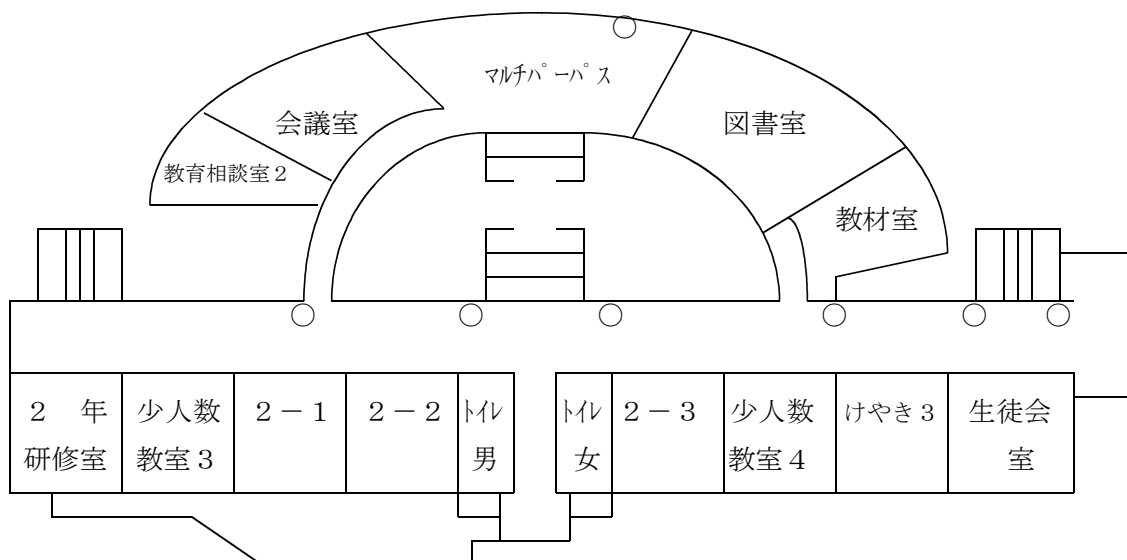 マルチパーパス
会議室
図書室
教育相談室２
教材室
２　年
研修室
少人数
教室３
２－１
２－２
トイレ
男
トイレ
女
２－３
少人数
教室４
けやき３
生徒会
室